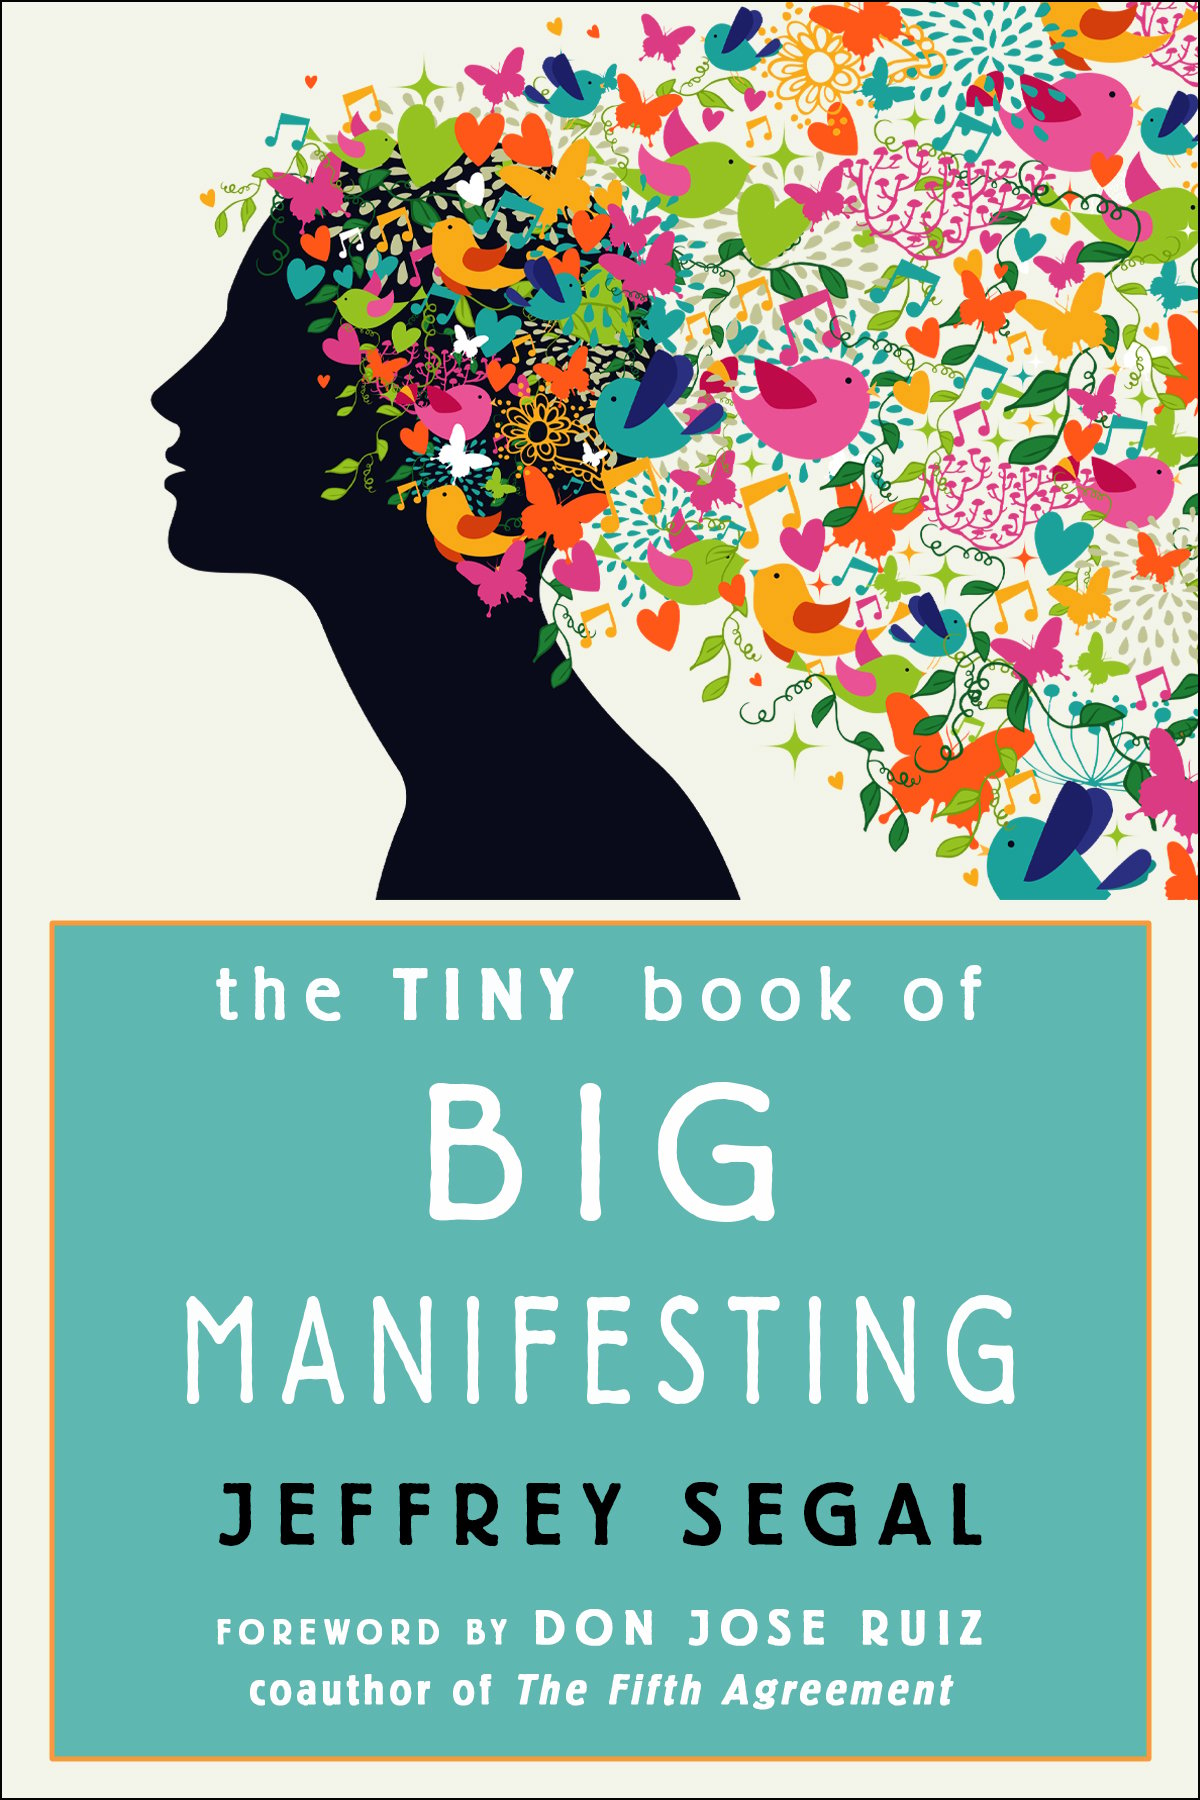 the TINY book of
BIG
MANIFESTING
JEFFREY SEGAL
FOREWORD BY DON JOSE RUIZ
coauthor of The Fifth Agreement